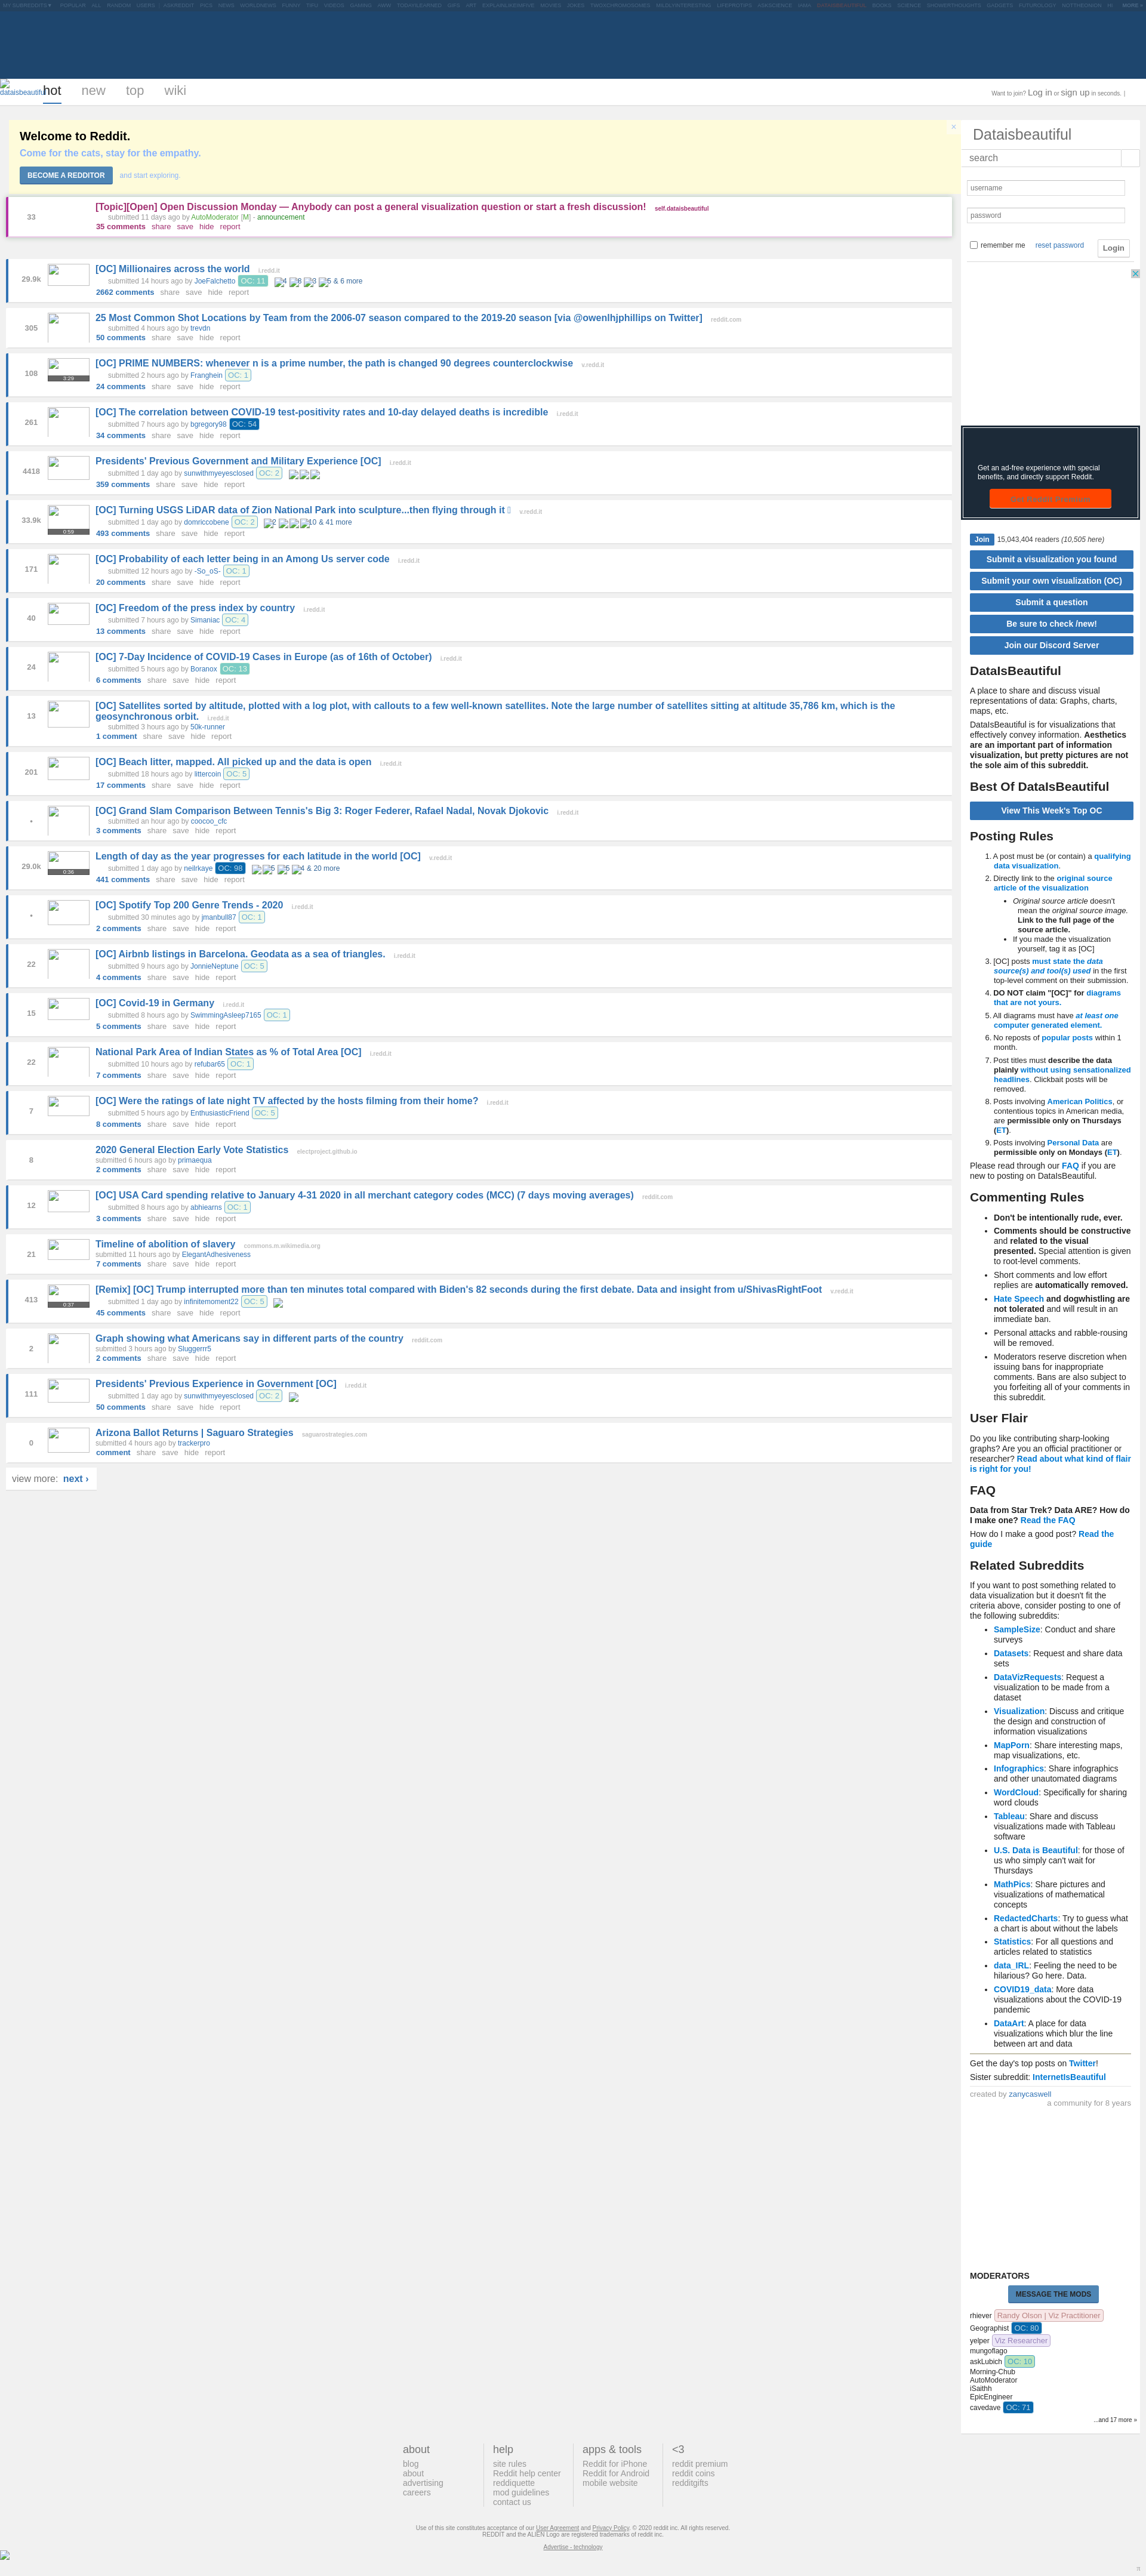 MY SUBREDDITS ▾ POPULAR - ALL - RANDOM - USERS | ASKREDDIT - PICS - NEWS - WORLDNEWS - FUNNY - TIFU - VIDEOS - GAMING - AWW - TODAYILEARNED - GIFS - ART - EXPLAINLIKEIMFIVE - MOVIES - JOKES - TWOXCHROMOSOMES - MILDLYINTERESTING - LIFEPROTIPS - ASKSCIENCE - IAMA - DATAISBEAUTIFUL - BOOKS - SCIENCE - SHOWERTHOUGHTS - GADGETS - FUTUROLOGY - NOTTHEONION MORE »
dataisbeautiful hot new top wiki
Want to join? Log in or sign up in seconds. |
Welcome to Reddit.
Come for the cats, stay for the empathy.
BECOME A REDDITOR and start exploring.
×
33
[Topic][Open] Open Discussion Monday — Anybody can post a general visualization question or start a fresh discussion! self.dataisbeautiful
submitted 11 days ago by AutoModerator [M] - announcement
35 comments share save hide report
29.9k
[OC] Millionaires across the world i.redd.it
submitted 14 hours ago by JoeFalchetto OC: 11 4 8 3 5 & 6 more
2662 comments share save hide report
305
25 Most Common Shot Locations by Team from the 2006-07 season compared to the 2019-20 season [via @owenlhjphillips on Twitter] reddit.com
submitted 4 hours ago by trevdn
50 comments share save hide report
108
3:29
[OC] PRIME NUMBERS: whenever n is a prime number, the path is changed 90 degrees counterclockwise v.redd.it
submitted 2 hours ago by Franghein OC: 1
24 comments share save hide report
261
[OC] The correlation between COVID-19 test-positivity rates and 10-day delayed deaths is incredible i.redd.it
submitted 7 hours ago by bgregory98 OC: 54
34 comments share save hide report
4418
Presidents' Previous Government and Military Experience [OC] i.redd.it
submitted 1 day ago by sunwithmyeyesclosed OC: 2
359 comments share save hide report
33.9k
0:59
[OC] Turning USGS LiDAR data of Zion National Park into sculpture...then flying through it v.redd.it
submitted 1 day ago by domriccobene OC: 2 2 10 & 41 more
493 comments share save hide report
171
[OC] Probability of each letter being in an Among Us server code i.redd.it
submitted 12 hours ago by -So_oS- OC: 1
20 comments share save hide report
40
[OC] Freedom of the press index by country i.redd.it
submitted 7 hours ago by Simaniac OC: 4
13 comments share save hide report
24
[OC] 7-Day Incidence of COVID-19 Cases in Europe (as of 16th of October) i.redd.it
submitted 5 hours ago by Boranox OC: 13
6 comments share save hide report
13
[OC] Satellites sorted by altitude, plotted with a log plot, with callouts to a few well-known satellites. Note the large number of satellites sitting at altitude 35,786 km, which is the
geosynchronous orbit. i.redd.it
submitted 3 hours ago by 50k-runner
1 comment share save hide report
201
[OC] Beach litter, mapped. All picked up and the data is open i.redd.it
submitted 18 hours ago by littercoin OC: 5
17 comments share save hide report
•
[OC] Grand Slam Comparison Between Tennis's Big 3: Roger Federer, Rafael Nadal, Novak Djokovic i.redd.it
submitted an hour ago by coocoo_cfc
3 comments share save hide report
29.0k
0:36
Length of day as the year progresses for each latitude in the world [OC] v.redd.it
submitted 1 day ago by neilrkaye OC: 98 5 5 4 & 20 more
441 comments share save hide report
•
[OC] Spotify Top 200 Genre Trends - 2020 i.redd.it
submitted 30 minutes ago by jmanbull87 OC: 1
2 comments share save hide report
22
[OC] Airbnb listings in Barcelona. Geodata as a sea of triangles. i.redd.it
submitted 9 hours ago by JonnieNeptune OC: 5
4 comments share save hide report
15
[OC] Covid-19 in Germany i.redd.it
submitted 8 hours ago by SwimmingAsleep7165 OC: 1
5 comments share save hide report
22
National Park Area of Indian States as % of Total Area [OC] i.redd.it
submitted 10 hours ago by refubar65 OC: 1
7 comments share save hide report
7
[OC] Were the ratings of late night TV affected by the hosts filming from their home? i.redd.it
submitted 5 hours ago by EnthusiasticFriend OC: 5
8 comments share save hide report
8
2020 General Election Early Vote Statistics electproject.github.io
submitted 6 hours ago by primaequa
2 comments share save hide report
12
[OC] USA Card spending relative to January 4-31 2020 in all merchant category codes (MCC) (7 days moving averages) reddit.com
submitted 8 hours ago by abhiearns OC: 1
3 comments share save hide report
21
Timeline of abolition of slavery commons.m.wikimedia.org
submitted 11 hours ago by ElegantAdhesiveness
7 comments share save hide report
413
0:37
[Remix] [OC] Trump interrupted more than ten minutes total compared with Biden's 82 seconds during the first debate. Data and insight from u/ShivasRightFoot v.redd.it
submitted 1 day ago by infinitemoment22 OC: 5
45 comments share save hide report
2
Graph showing what Americans say in different parts of the country reddit.com
submitted 3 hours ago by Sluggerrr5
2 comments share save hide report
111
Presidents' Previous Experience in Government [OC] i.redd.it
submitted 1 day ago by sunwithmyeyesclosed OC: 2
50 comments share save hide report
0
Arizona Ballot Returns | Saguaro Strategies saguarostrategies.com
submitted 4 hours ago by trackerpro
comment share save hide report
view more: next ›
Dataisbeautiful
search
username
password
remember me reset password Login
Get an ad-free experience with special
benefits, and directly support Reddit.
Join 15,043,404 readers (10,505 here)
Submit a visualization you found
Submit your own visualization (OC)
Submit a question
Be sure to check /new!
Join our Discord Server
DataIsBeautiful
A place to share and discuss visual
representations of data: Graphs, charts,
maps, etc.
DataIsBeautiful is for visualizations that
effectively convey information. Aesthetics
are an important part of information
visualization, but pretty pictures are not
the sole aim of this subreddit.
Best Of DataIsBeautiful
View This Week's Top OC
Posting Rules
1. A post must be (or contain) a qualifying
data visualization.
2. Directly link to the original source
article of the visualization
• Original source article doesn't
mean the original source image.
Link to the full page of the
source article.
• If you made the visualization
yourself, tag it as [OC]
3. [OC] posts must state the data
source(s) and tool(s) used in the first
top-level comment on their submission.
4. DO NOT claim "[OC]" for diagrams
that are not yours.
5. All diagrams must have at least one
computer generated element.
6. No reposts of popular posts within 1
month.
7. Post titles must describe the data
plainly without using sensationalized
headlines. Clickbait posts will be
removed.
8. Posts involving American Politics, or
contentious topics in American media,
are permissible only on Thursdays
(ET).
9. Posts involving Personal Data are
permissible only on Mondays (ET).
Please read through our FAQ if you are
new to posting on DataIsBeautiful.
Commenting Rules
• Don't be intentionally rude, ever.
• Comments should be constructive
and related to the visual
presented. Special attention is given
to root-level comments.
• Short comments and low effort
replies are automatically removed.
• Hate Speech and dogwhistling are
not tolerated and will result in an
immediate ban.
• Personal attacks and rabble-rousing
will be removed.
• Moderators reserve discretion when
issuing bans for inappropriate
comments. Bans are also subject to
you forfeiting all of your comments in
this subreddit.
User Flair
Do you like contributing sharp-looking
graphs? Are you an official practitioner or
researcher? Read about what kind of flair
is right for you!
FAQ
Data from Star Trek? Data ARE? How do
I make one? Read the FAQ
How do I make a good post? Read the
guide
Related Subreddits
If you want to post something related to
data visualization but it doesn't fit the
criteria above, consider posting to one of
the following subreddits:
• SampleSize: Conduct and share
surveys
• Datasets: Request and share data
sets
• DataVizRequests: Request a
visualization to be made from a
dataset
• Visualization: Discuss and critique
the design and construction of
information visualizations
• MapPorn: Share interesting maps,
map visualizations, etc.
• Infographics: Share infographics
and other unautomated diagrams
• WordCloud: Specifically for sharing
word clouds
• Tableau: Share and discuss
visualizations made with Tableau
software
• U.S. Data is Beautiful: for those of
us who simply can't wait for
Thursdays
• MathPics: Share pictures and
visualizations of mathematical
concepts
• RedactedCharts: Try to guess what
a chart is about without the labels
• Statistics: For all questions and
articles related to statistics
• data_IRL: Feeling the need to be
hilarious? Go here. Data.
• COVID19_data: More data
visualizations about the COVID-19
pandemic
• DataArt: A place for data
visualizations which blur the line
between art and data
Get the day's top posts on Twitter!
Sister subreddit: InternetIsBeautiful
created by zanycaswell
a community for 8 years
MODERATORS
MESSAGE THE MODS
rhiever Randy Olson | Viz Practitioner
Geographist OC: 80
yelper Viz Researcher
mungoflago
askLubich OC: 10
Morning-Chub
AutoModerator
iSaithh
EpicEngineer
cavedave OC: 71
...and 17 more »
about
blog
about
advertising
careers
help
site rules
Reddit help center
reddiquette
mod guidelines
contact us
apps & tools
Reddit for iPhone
Reddit for Android
mobile website
<3
reddit premium
reddit coins
redditgifts
Use of this site constitutes acceptance of our User Agreement and Privacy Policy. © 2020 reddit inc. All rights reserved.
REDDIT and the ALIEN Logo are registered trademarks of reddit inc.
Advertise - technology
π